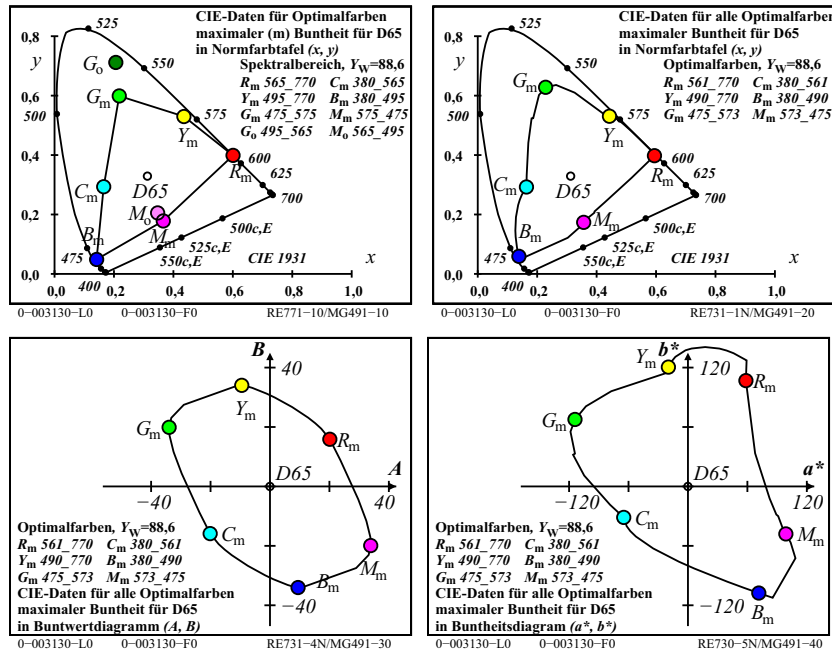 CIE-Daten für Optimalfarben
maximaler (m) Buntheit für D65
in Normfarbtafel (x, y)
Spektralbereich, YW=88,6
Rm 565_770 Cm 380_565
Ym 495_770 Bm 380_495
Gm 475_575 Mm 575_475
Go 495_565 Mo 565_495
y
1,0
0,8
0,6
0,4
0,2
0,0
0,0 0,2 0,4 0,6 0,8 1,0
x
525
550
575
600
625
700
500
475
400
500c,E
525c,E
550c,E
CIE 1931
Go
Gm
Ym
Rm
Cm
D65
Mo
Mm
Bm
0-003130-L0 0-003130-F0 RE771-10/MG491-10
CIE-Daten für alle Optimalfarben
maximaler Buntheit für D65
in Normfarbtafel (x, y)
Optimalfarben, YW=88,6
Rm 561_770 Cm 380_561
Ym 490_770 Bm 380_490
Gm 475_573 Mm 573_475
y
1,0
0,8
0,6
0,4
0,2
0,0
0,0 0,2 0,4 0,6 0,8 1,0
x
525
550
575
600
625
700
500
475
400
500c,E
525c,E
550c,E
CIE 1931
Gm
Ym
Rm
Cm
D65
Mm
Bm
0-003130-L0 0-003130-F0 RE731-1N/MG491-20
B
40
Ym
Gm
Rm
D65
A
−40
40
Cm
Mm
Bm
−40
Optimalfarben, YW=88,6
Rm 561_770 Cm 380_561
Ym 490_770 Bm 380_490
Gm 475_573 Mm 573_475
CIE-Daten für alle Optimalfarben
maximaler Buntheit für D65
in Buntwertdiagramm (A, B)
0-003130-L0 0-003130-F0 RE731-4N/MG491-30
b*
Ym
120
Rm
Gm
D65
a*
−120
120
Cm
Mm
−120
Bm
Optimalfarben, YW=88,6
Rm 561_770 Cm 380_561
Ym 490_770 Bm 380_490
Gm 475_573 Mm 573_475
CIE-Daten für alle Optimalfarben
maximaler Buntheit für D65
in Buntheitsdiagram (a*, b*)
0-003130-L0 0-003130-F0 RE730-5N/MG491-40